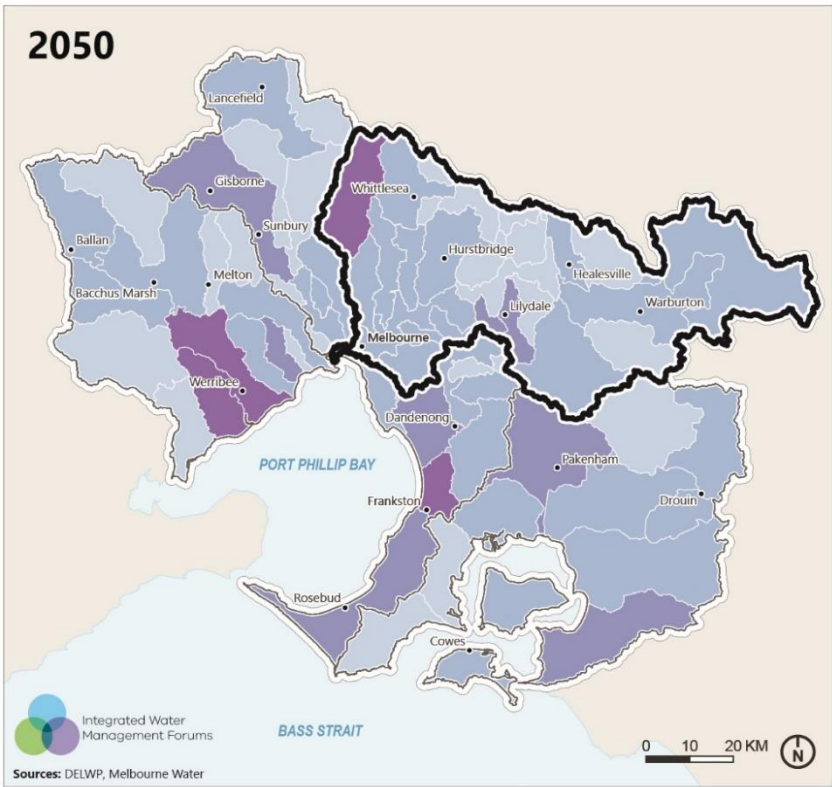 2050
Lancefield
Whittlesea
Gisborne
Sunbury
Hurstbridge
Ballan
Healesville
Melton
Bacchus Marsh
Lilydale
Warburton
Melbourne
Werribee
Dandenong
PORT PHILLIP BAY
Pakenham
Frankston
Drouin
Rosebud
Cowes
Integrated Water
Management Forums
BASS STRAIT
0 10 20 KM
N
Sources: DELWP, Melbourne Water